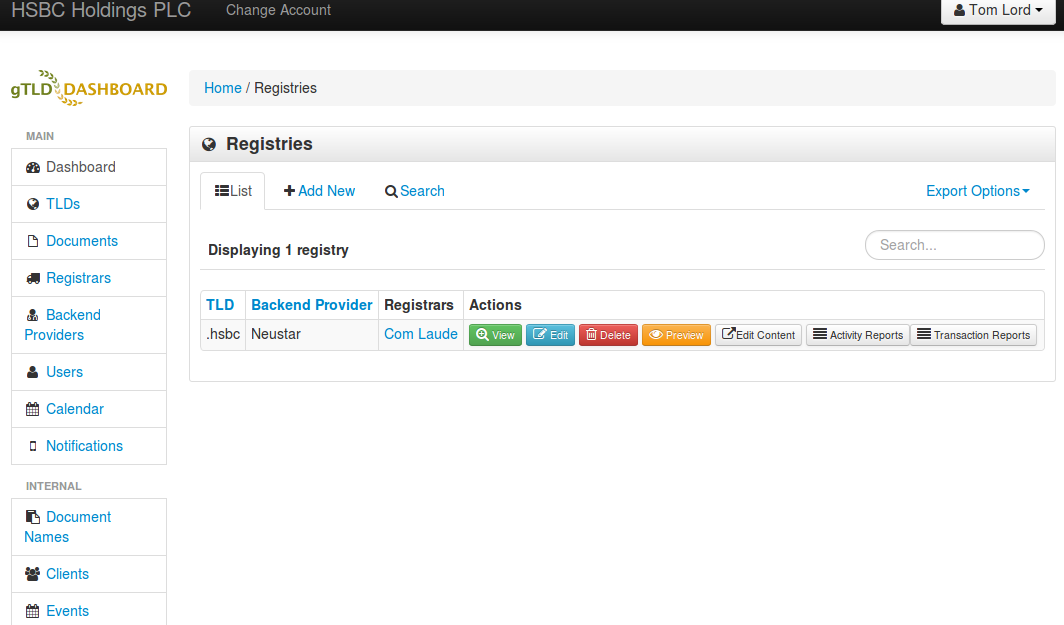 HSBC Holdings PLC Change Account Tom Lord
gTLD DASHBOARD
Home / Registries
MAIN
Dashboard
TLDs
Documents
Registrars
Backend
Providers
Users
Calendar
Notifications
INTERNAL
Document
Names
Clients
Events
Registries
List Add New Search Export Options
Displaying 1 registry Search...
TLD Backend Provider Registrars Actions
.hsbc Neustar Com Laude View Edit Delete Preview Edit Content Activity Reports Transaction Reports